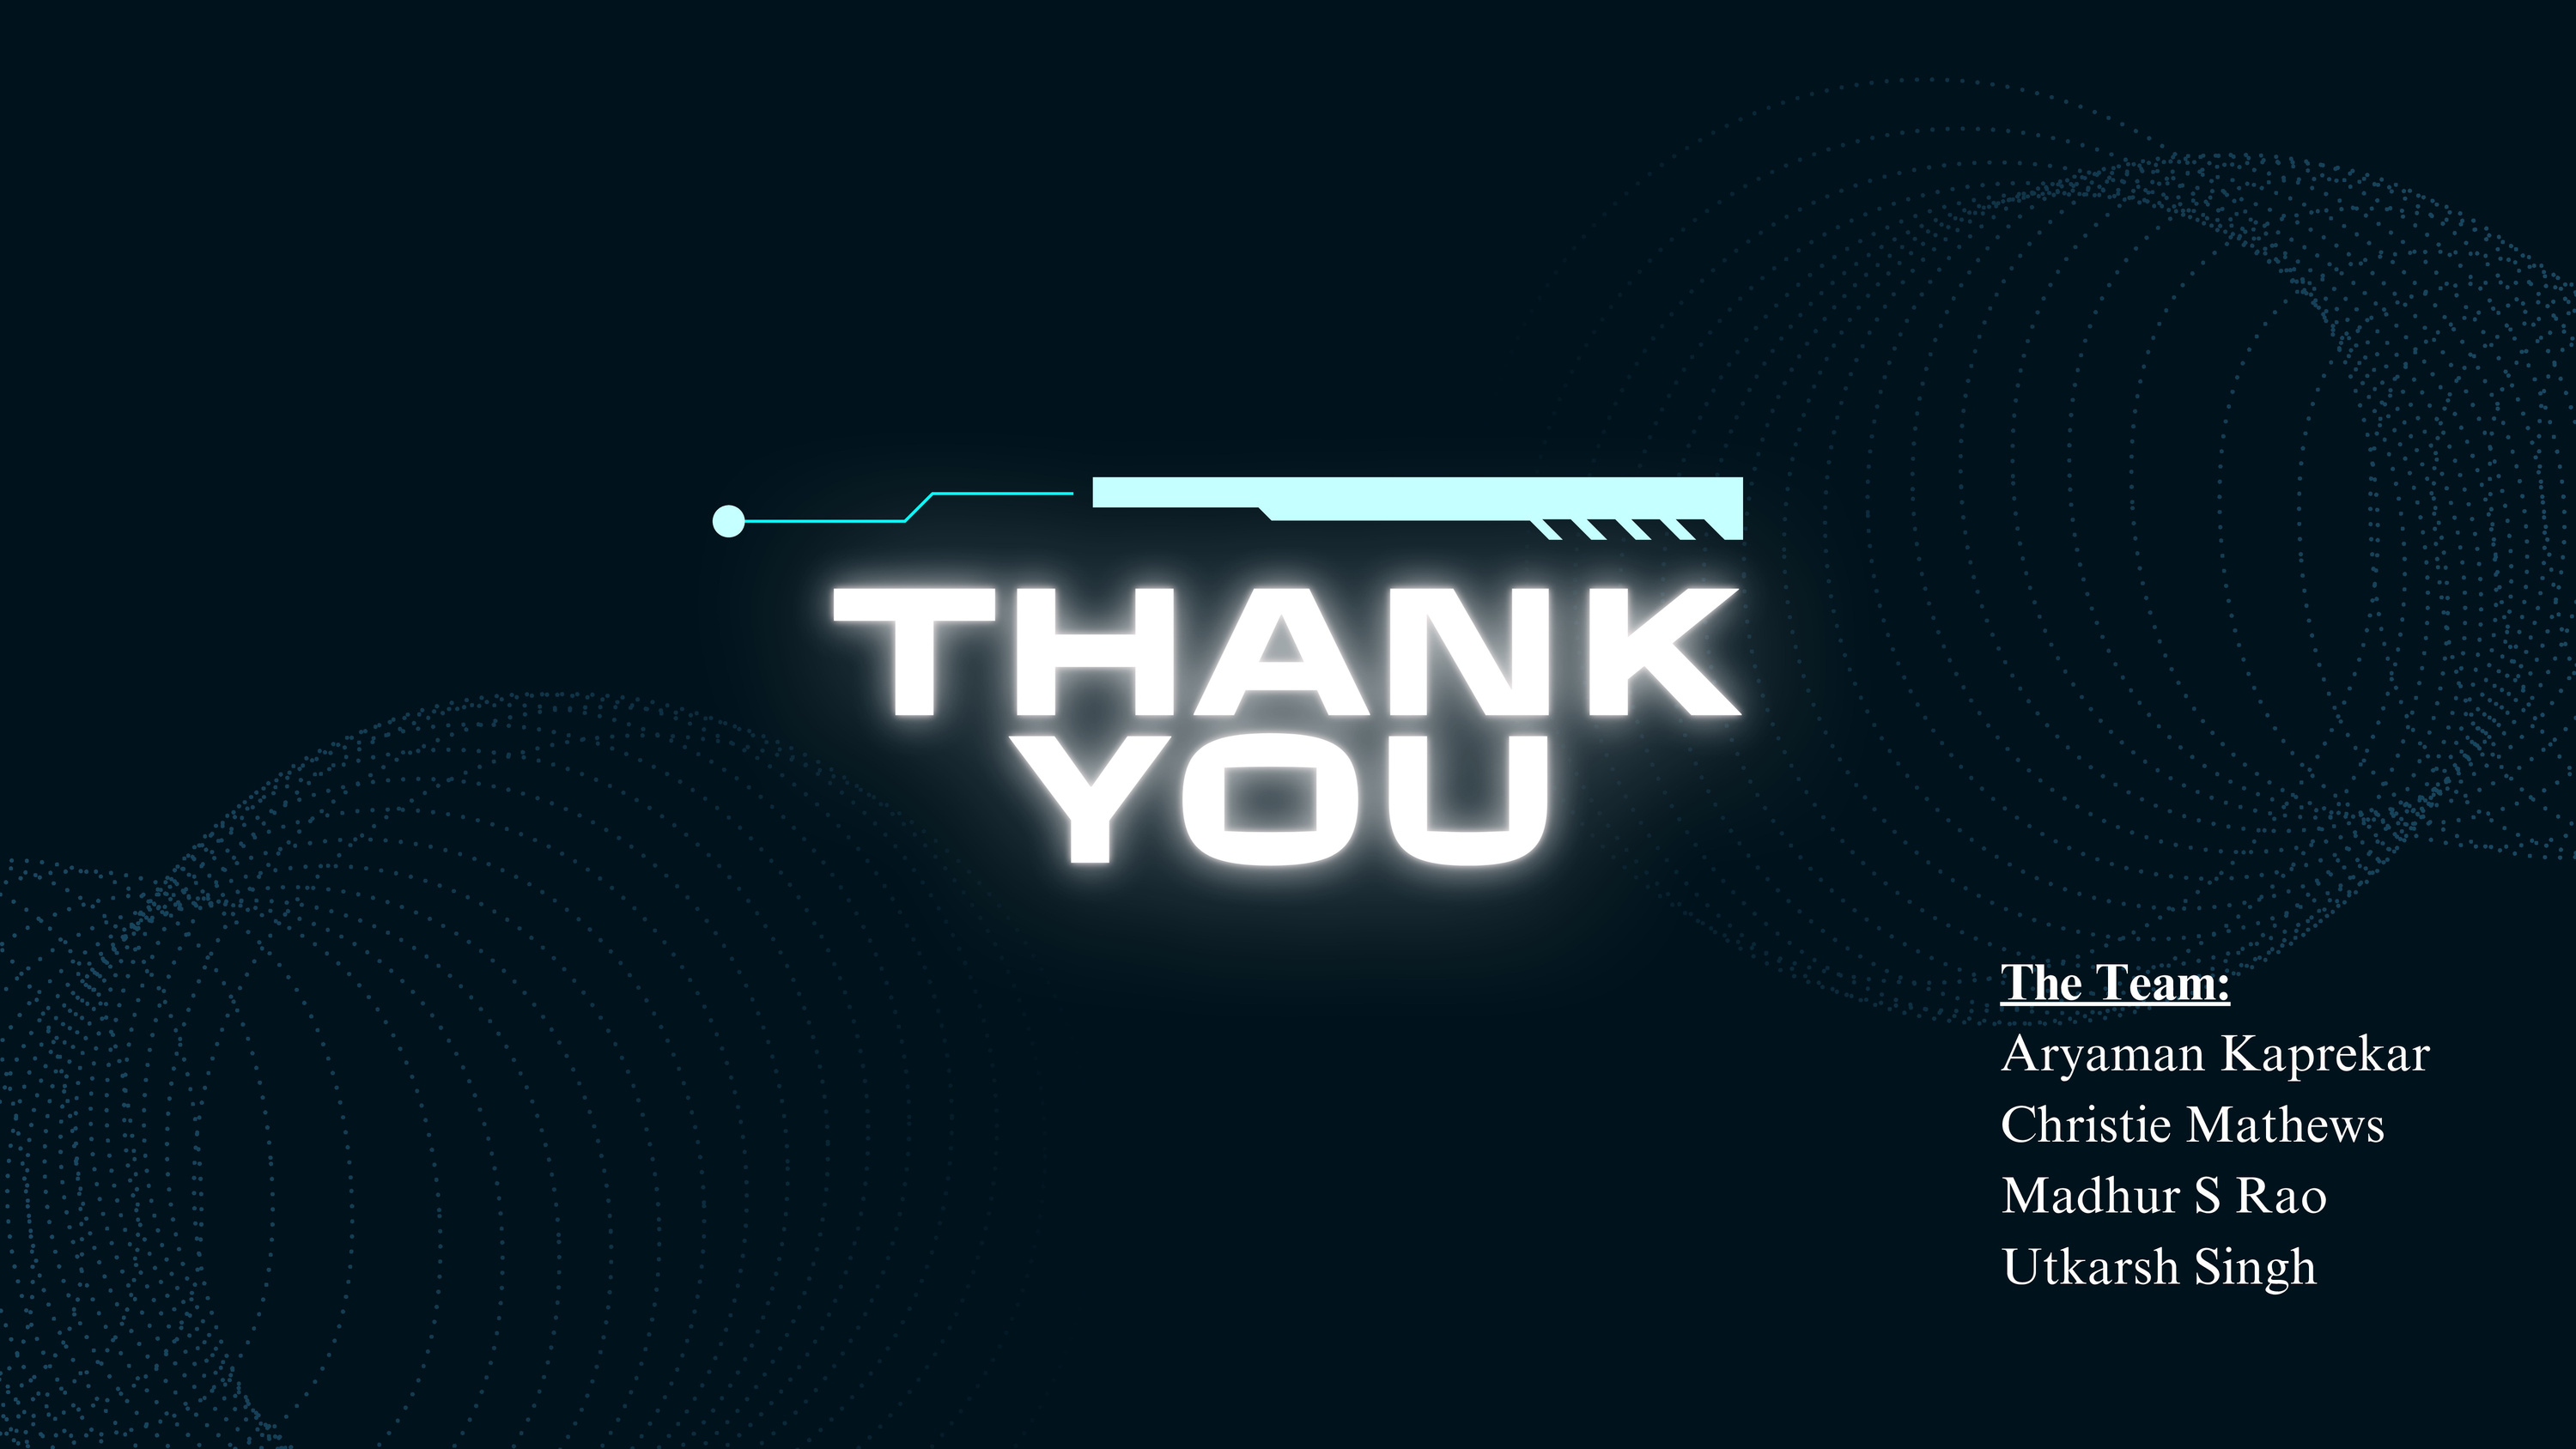 THANK
YOU
The Team:
Aryaman Kaprekar
Christie Mathews
Madhur S Rao
Utkarsh Singh